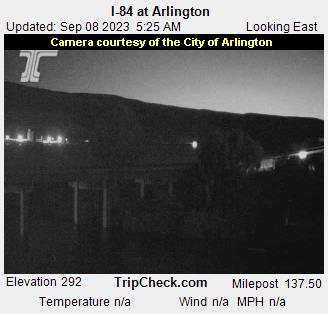 I-84 at Arlington
Updated: Sep 08 2023 5:25 AM Looking East
Camera courtesy of the City of Arlington
Elevation 292 TripCheck.com Milepost 137.50
Temperature n/a Wind n/a MPH n/a